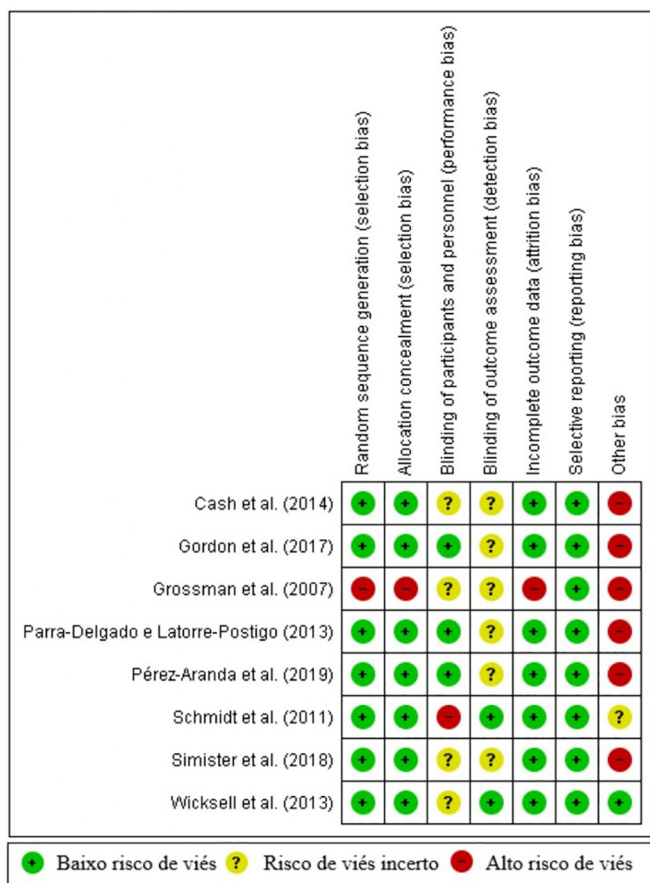 Random sequence generation (selection bias)
Allocation concealment (selection bias)
Blinding of participants and personnel (performance bias)
Blinding of outcome assessment (detection bias)
Incomplete outcome data (attrition bias)
Selective reporting (reporting bias)
Other bias
Cash et al. (2014) + + ? ? + + -
Gordon et al. (2017) + + + ? + + -
Grossman et al. (2007) - - ? ? - + -
Parra-Delgado e Latorre-Postigo (2013) + + + ? + + -
Pérez-Aranda et al. (2019) + + + ? + + -
Schmidt et al. (2011) + + - + + + ?
Simister et al. (2018) + + ? ? + + -
Wicksell et al. (2013) + + ? + + + +
+ Baixo risco de viés ? Risco de viés incerto - Alto risco de viés